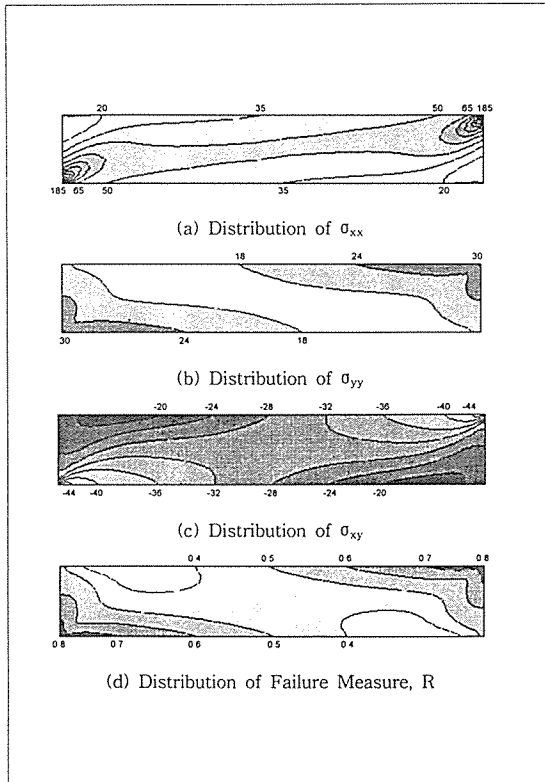 20 35 50 65 185
185 65 50 35 20
(a) Distribution of σxx
18 24 30
30 24 18
(b) Distribution of σyy
-20 -24 -28 -32 -36 -40 -44
-44 -40 -36 -32 -28 -24 -20
(c) Distribution of σxy
0 4 0 5 0 6 0 7 0 8
0 8 0 7 0 6 0 5 0 4
(d) Distribution of Failure Measure, R